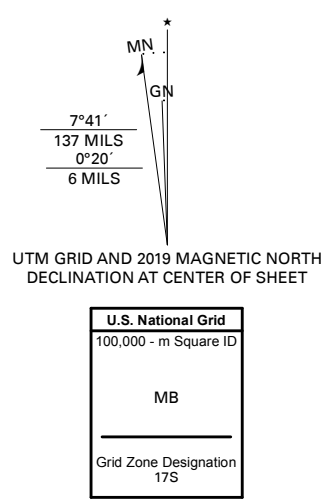 MN
GN
7°41´
137 MILS
0°20´
6 MILS
UTM GRID AND 2019 MAGNETIC NORTH
DECLINATION AT CENTER OF SHEET
U.S. National Grid
100,000 - m Square ID
MB
Grid Zone Designation
17S